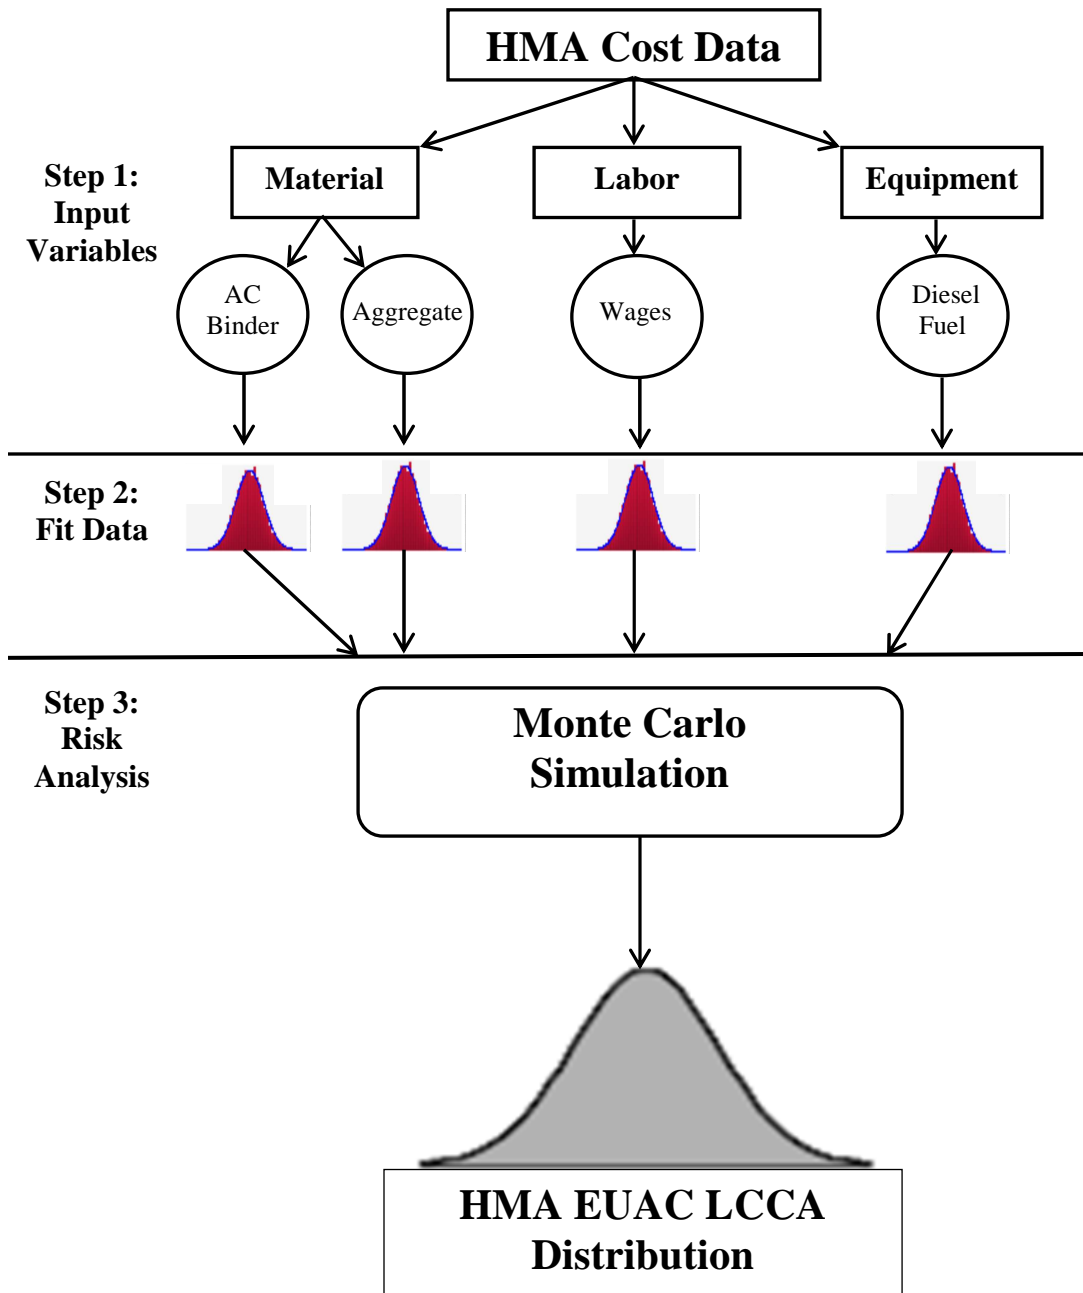 HMA Cost Data
Step 1:
Input
Variables
Material
Labor
Equipment
AC
Binder
Aggregate
Wages
Diesel
Fuel
Step 2:
Fit Data
Step 3:
Risk
Analysis
Monte Carlo
Simulation
HMA EUAC LCCA
Distribution